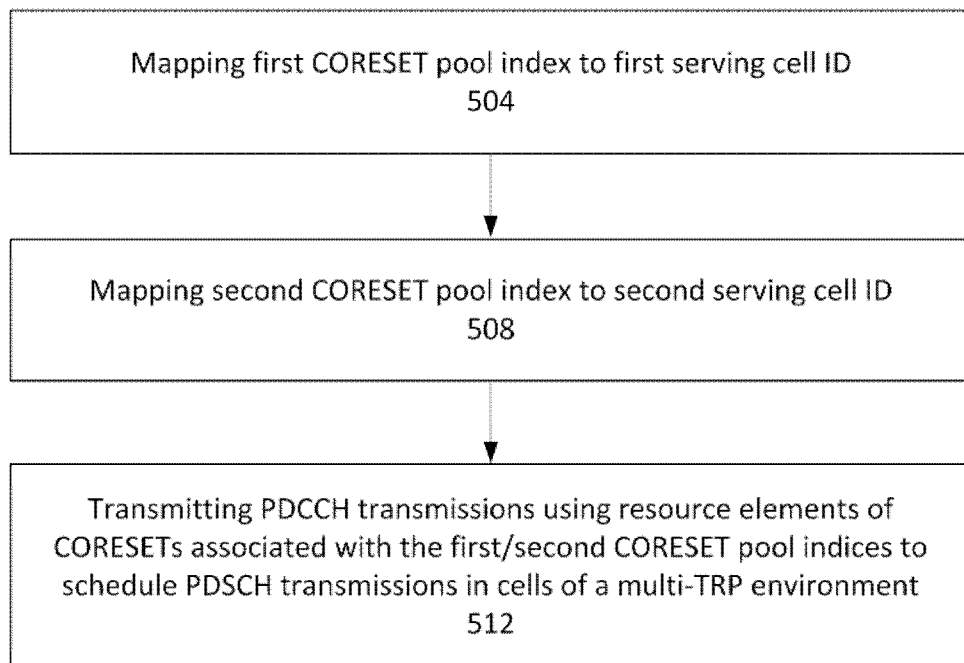 Mapping first CORESET pool index to first serving cell ID
504
Mapping second CORESET pool index to second serving cell ID
508
Transmitting PDCCH transmissions using resource elements of
CORESETs associated with the first/second CORESET pool indices to
schedule PDSCH transmissions in cells of a multi-TRP environment
512